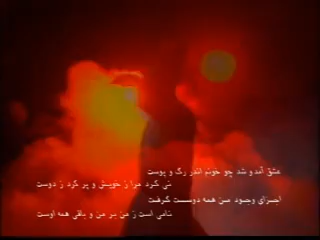 عشق آمد و شد چو خونم اندر رگ و پوست
تی کرد مرا ز خویش و پر کرد ز دوست
اجزای وجود من همه دوست گرفت
نامی است ز من بر من و باقی همه اوست